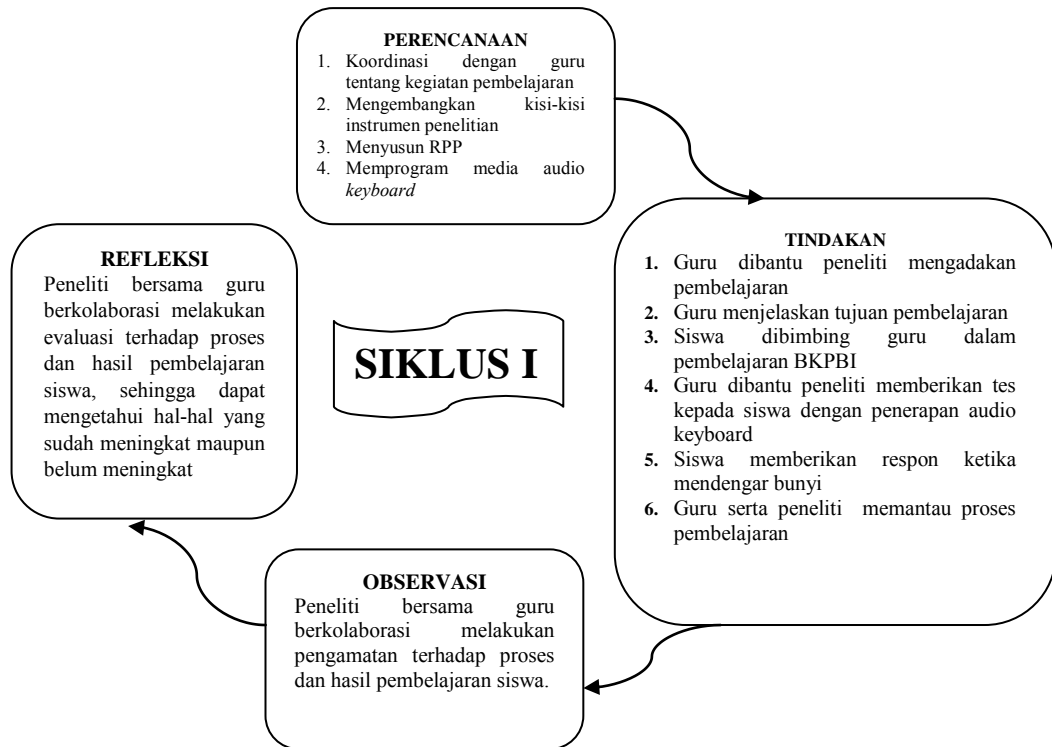 PERENCANAAN
1. Koordinasi dengan guru
tentang kegiatan pembelajaran
2. Mengembangkan kisi-kisi
instrumen penelitian
3. Menyusun RPP
4. Memprogram media audio
keyboard
TINDAKAN
1. Guru dibantu peneliti mengadakan
pembelajaran
2. Guru menjelaskan tujuan pembelajaran
3. Siswa dibimbing guru dalam
pembelajaran BKPBI
4. Guru dibantu peneliti memberikan tes
kepada siswa dengan penerapan audio
keyboard
5. Siswa memberikan respon ketika
mendengar bunyi
6. Guru serta peneliti memantau proses
pembelajaran
OBSERVASI
Peneliti bersama guru
berkolaborasi melakukan
pengamatan terhadap proses
dan hasil pembelajaran siswa.
REFLEKSI
Peneliti bersama guru
berkolaborasi melakukan
evaluasi terhadap proses
dan hasil pembelajaran
siswa, sehingga dapat
mengetahui hal-hal yang
sudah meningkat maupun
belum meningkat
SIKLUS I